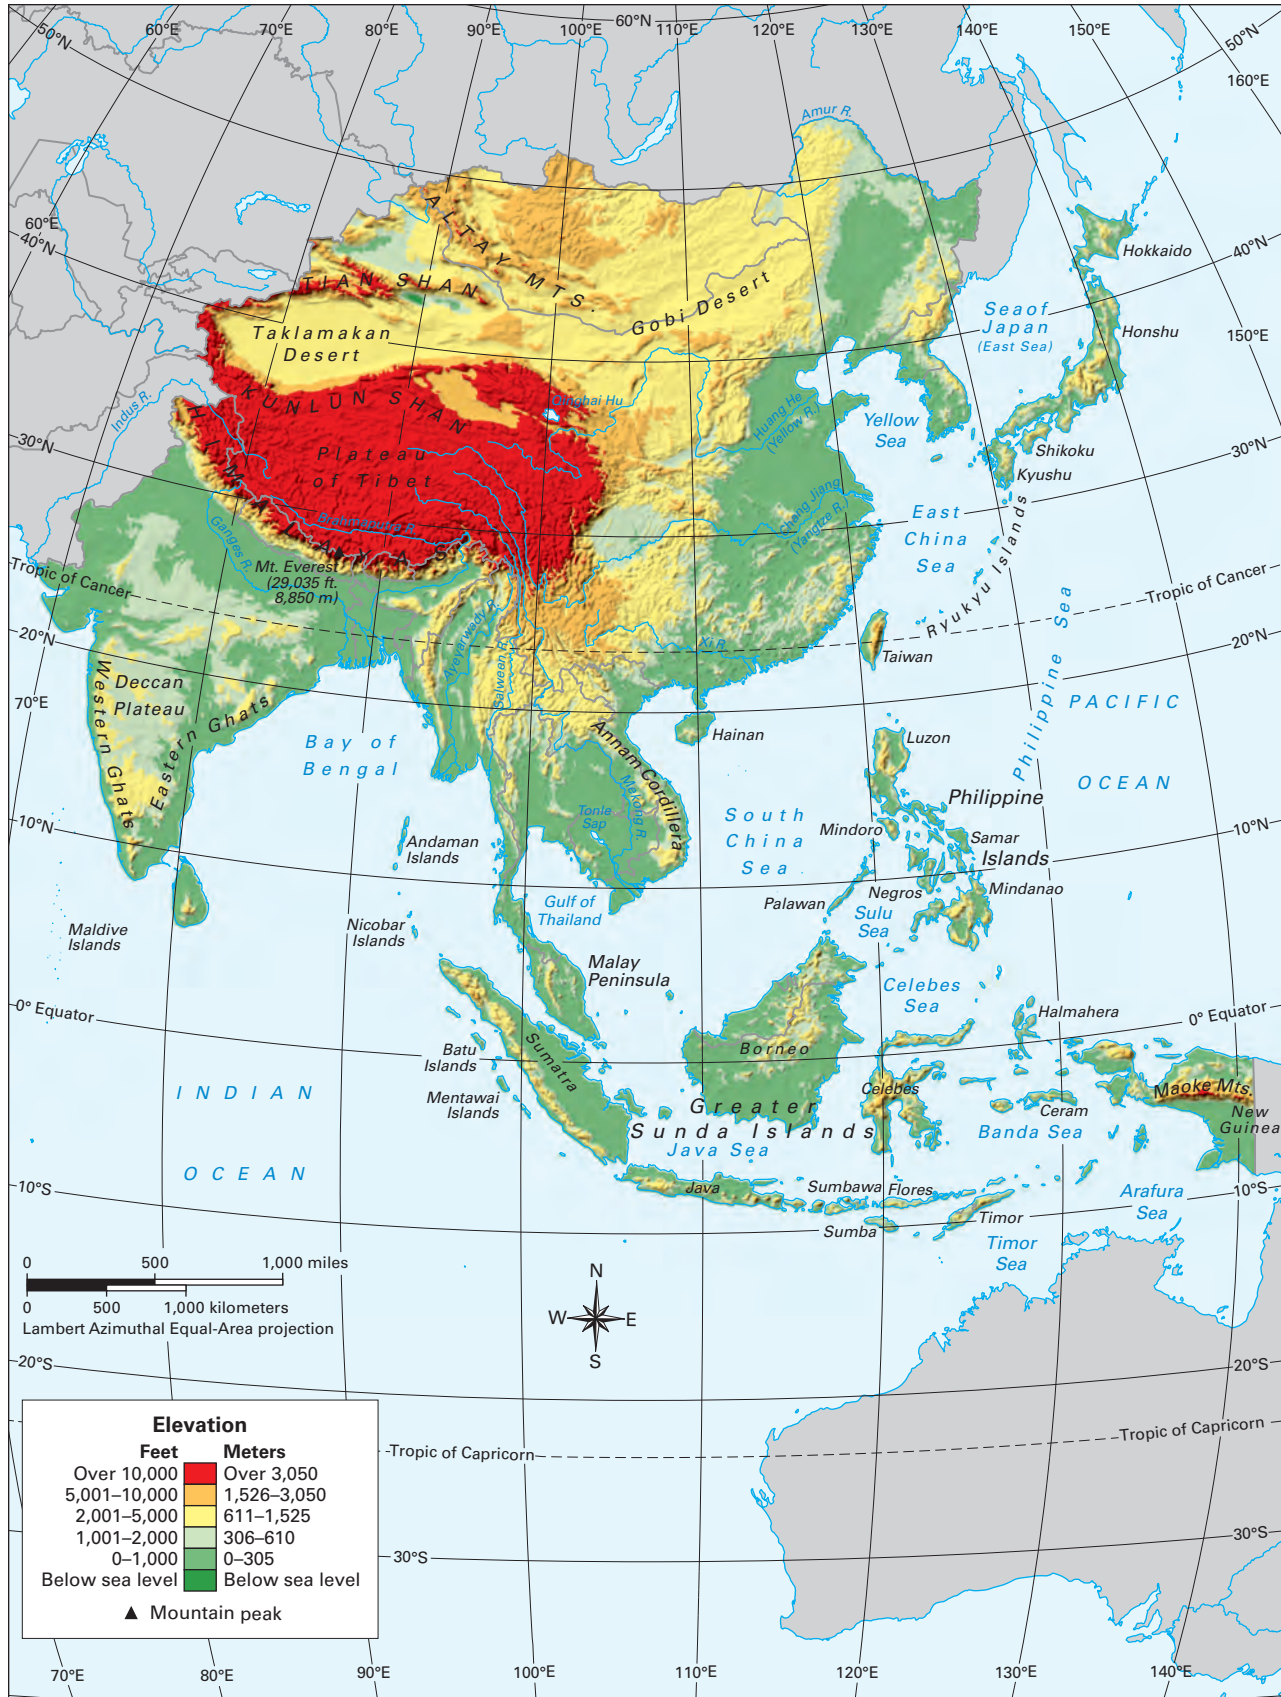 60°N
50°N
60°E
70°E
80°E
90°E
100°E
110°E
120°E
130°E
140°E
150°E
50°N
160°E
Amur R.
60°E
40°N
ALTAY MTS.
TIAN SHAN
Gobi Desert
Taklamakan
Desert
Hokkaido
40°N
Sea of
Japan
(East Sea)
Honshu
150°E
Indus R.
KUNLUN SHAN
Qinghai Hu
Huang He
(Yellow R.)
Yellow
Sea
30°N
Plateau
of Tibet
HIMALAYAS
Shikoku
Kyushu
30°N
Brahmaputra R.
Chang Jiang
(Yangtze R.)
East
China
Sea
Ryukyu Islands
Ganges R.
Mt. Everest
(29,035 ft.
8,850 m)
Tropic of Cancer
Tropic of Cancer
Philippine Sea
20°N
Ayeyarwady R.
Salween R.
Xi R.
Taiwan
20°N
70°E
Western Ghats
Deccan
Plateau
Eastern Ghats
Bay of
Bengal
Annam Cordillera
Hainan
Luzon
PACIFIC
OCEAN
Mekong R.
Tonle
Sap
South
China
Sea
Philippine
Islands
10°N
Mindoro
Samar
10°N
Andaman
Islands
Negros
Mindanao
Palawan
Gulf of
Thailand
Sulu
Sea
Maldive
Islands
Nicobar
Islands
Malay
Peninsula
Celebes
Sea
0° Equator
Halmahera
0° Equator
Batu
Islands
Sumatra
Borneo
INDIAN
OCEAN
Mentawai
Islands
Celebes
Maoke Mts.
Greater
Sunda Islands
Ceram
New
Guinea
Java Sea
Banda Sea
10°S
Java
Sumbawa
Flores
Arafura
Sea
10°S
Sumba
Timor
Timor
Sea
0 500 1,000 miles
0 500 1,000 kilometers
Lambert Azimuthal Equal-Area projection
N
W
E
S
20°S
20°S
Tropic of Capricorn
Tropic of Capricorn
Elevation
Feet Meters
Over 10,000 Over 3,050
5,001–10,000 1,526–3,050
2,001–5,000 611–1,525
1,001–2,000 306–610
0–1,000 0–305
Below sea level Below sea level
Mountain peak
30°S
30°S
70°E
80°E
90°E
100°E
110°E
120°E
130°E
140°E